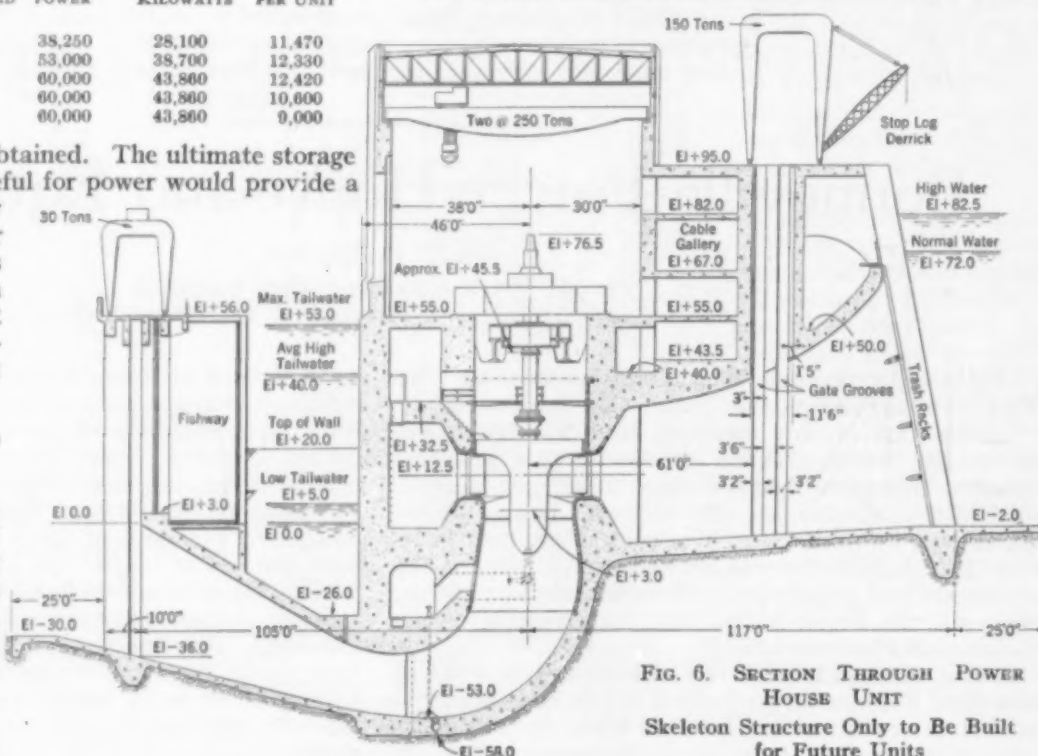 POWER KILOWATTS PER UNIT
38,250 28,100 11,470
53,000 38,700 12,330
60,000 43,860 12,420
60,000 43,860 10,600
60,000 43,860 9,000
btained. The ultimate storage
eful for power would provide a
30 Tons
150 Tons
Two @ 250 Tons
Stop Log
Derrick
El+95.0
High Water
El+82.5
38'0"
30'0"
El+82.0
46'0"
Cable
Gallery
El+67.0
Normal Water
El+72.0
El+76.5
Approx. El+45.5
El+56.0
Max. Tailwater
El+53.0
El+55.0
El+55.0
Avg High
Tailwater
El+40.0
El+43.5
El+40.0
El+50.0
1'5"
Gate Grooves
3"
11'6"
Trash Racks
Fishway
Top of Wall
El+20.0
El+32.5
El+12.5
3'6"
61'0"
3'2"
3'2"
Low Tailwater
El+5.0
El+3.0
El 0.0
El 0.0
El-2.0
El+3.0
El-26.0
25'0"
El-30.0
10'0"
105'0"
117'0"
25'0"
El-36.0
El-53.0
El-58.0
FIG. 6. SECTION THROUGH POWER
HOUSE UNIT
Skeleton Structure Only to Be Built
for Future Units